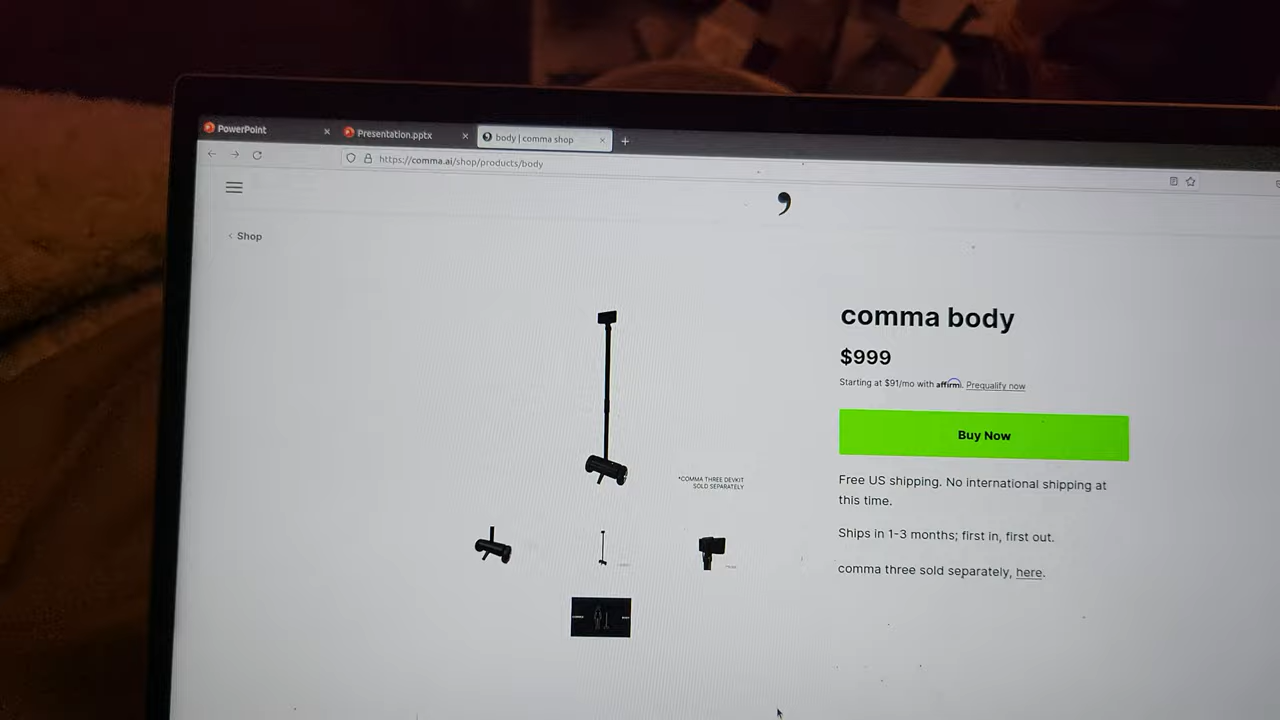 PowerPoint
Presentation.pptx
body | comma shop
https://comma.ai/shop/products/body
Shop
comma body
$999
Starting at $91/mo with affirm. Prequalify now
Buy Now
Free US shipping. No international shipping at
this time.
Ships in 1-3 months; first in, first out.
comma three sold separately, here.
*COMMA THREE DEVKIT
SOLD SEPARATELY